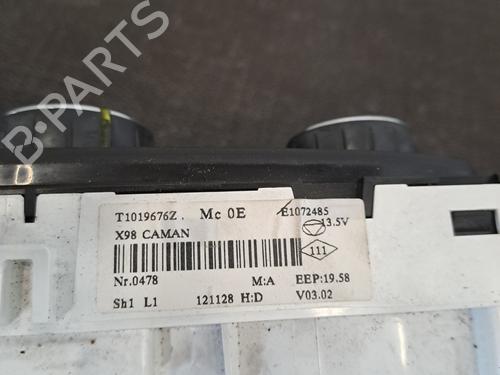 B-PARTS
T1019676Z. Mc 0E E1072485
13.5V
X98 CAMAN
111
Nr.0478 M:A EEP:19.58
Sh1 L1 121128 H:D V03.02